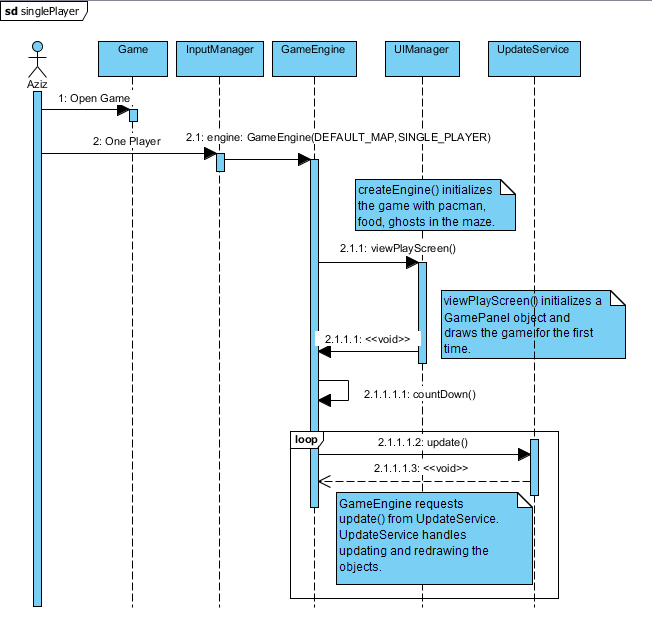 sd singlePlayer
Game
InputManager
GameEngine
UIManager
UpdateService
Aziz
1: Open Game
2: One Player
2.1: engine: GameEngine(DEFAULT_MAP,SINGLE_PLAYER)
createEngine() initializes
the game with pacman,
food, ghosts in the maze.
2.1.1: viewPlayScreen()
viewPlayScreen() initializes a
GamePanel object and
draws the game for the first
time.
2.1.1.1: <<void>>
2.1.1.1.1: countDown()
loop
2.1.1.1.2: update()
2.1.1.1.3: <<void>>
GameEngine requests
update() from UpdateService.
UpdateService handles
updating and redrawing the
objects.